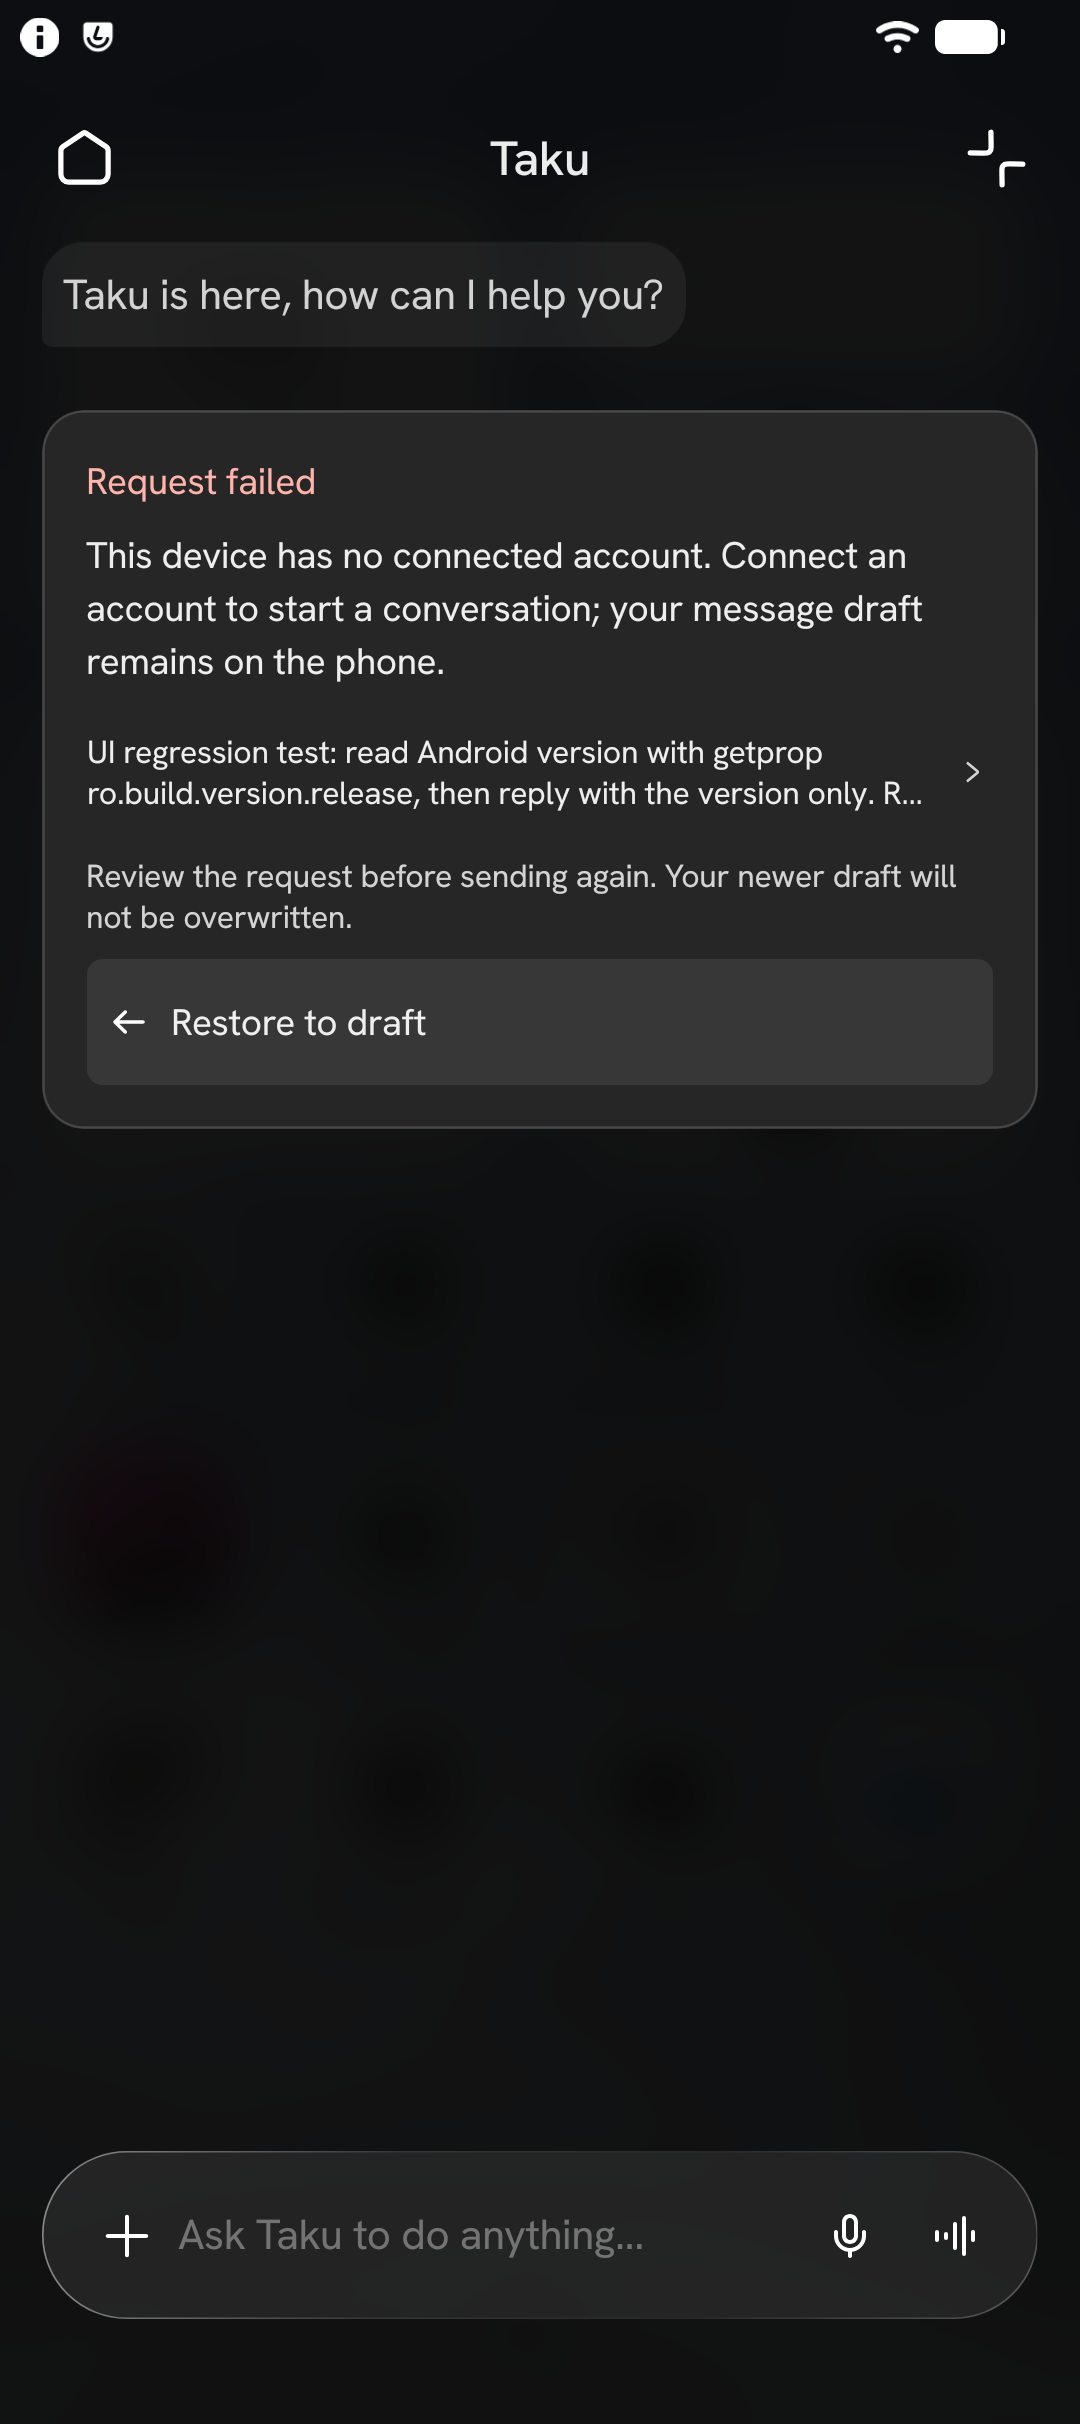 Taku
Taku is here, how can I help you?
Request failed
This device has no connected account. Connect an
account to start a conversation; your message draft
remains on the phone.
UI regression test: read Android version with getprop
ro.build.version.release, then reply with the version only. R...
Review the request before sending again. Your newer draft will
not be overwritten.
Restore to draft
Ask Taku to do anything...